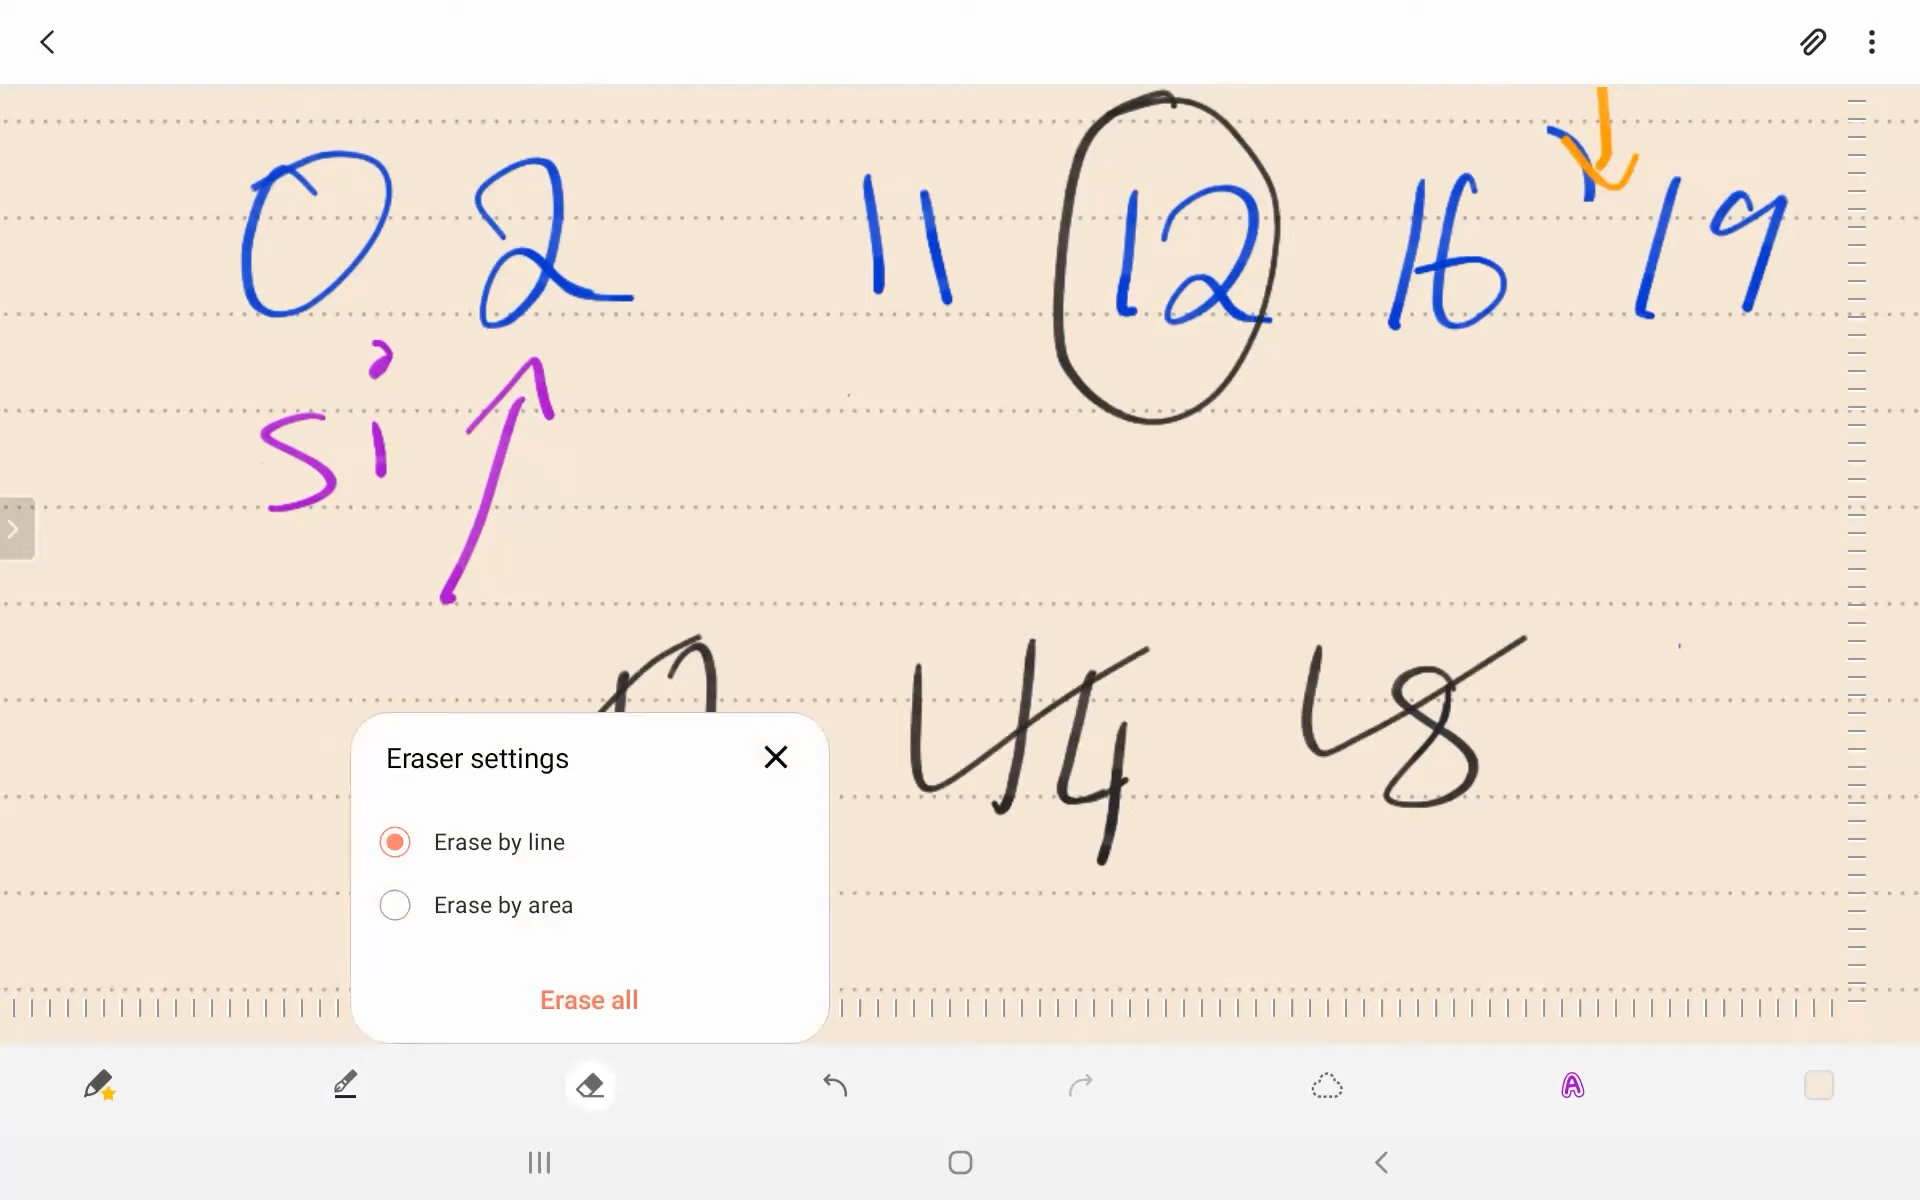 0 2 11 12 16 19
si
44 48
Eraser settings
Erase by line
Erase by area
Erase all